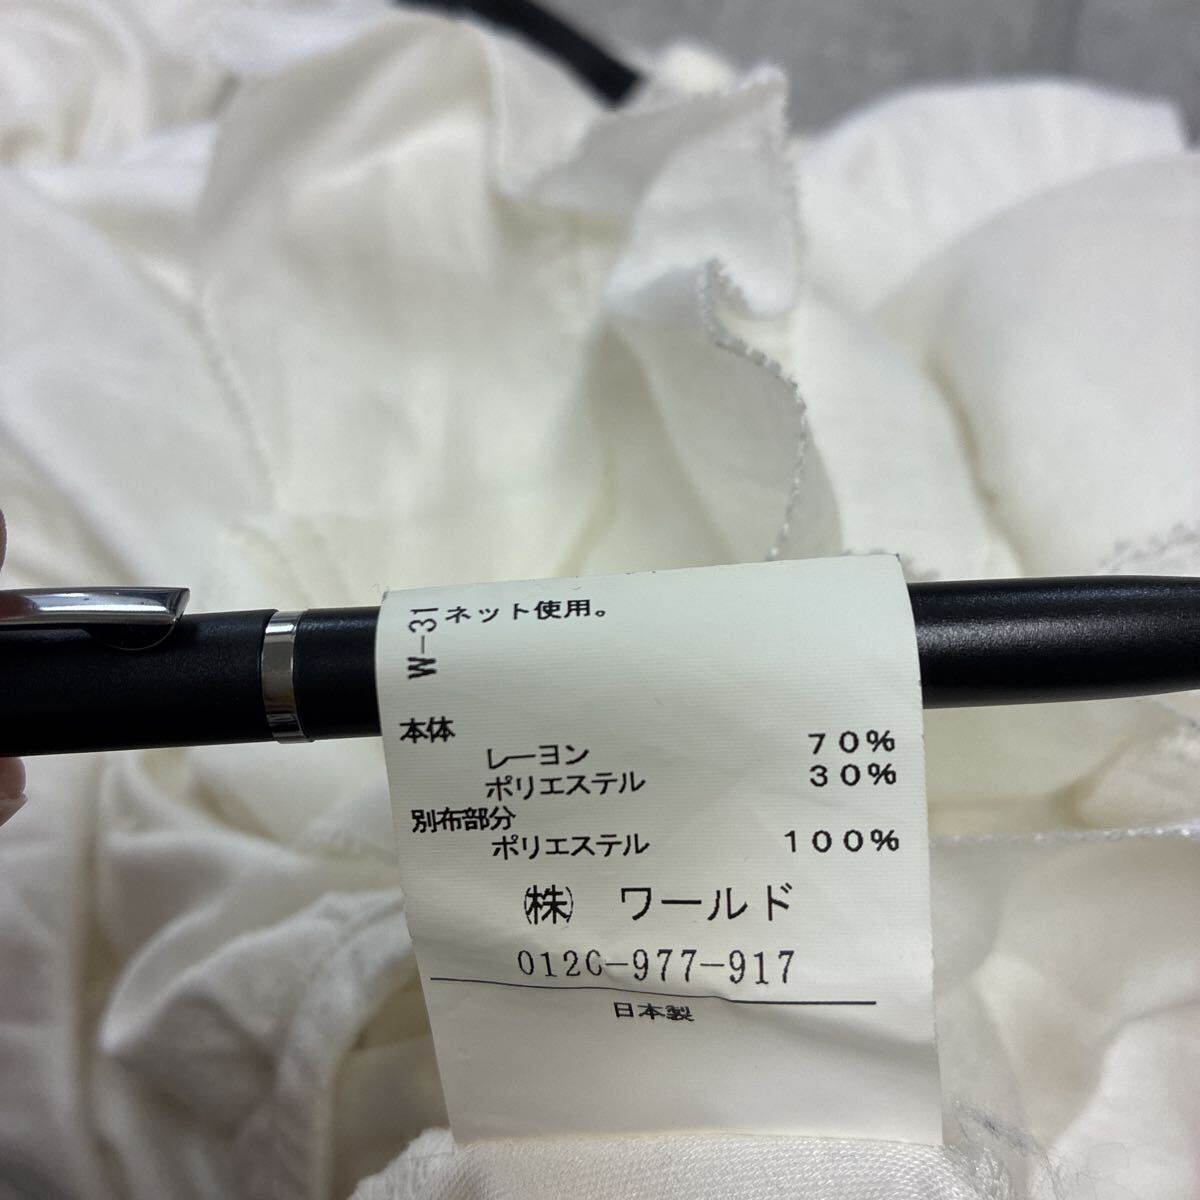 ネット使用。
W-31
本体
レーヨン 70%
ポリエステル 30%
別布部分
ポリエステル 100%
㈱ ワールド
0120-977-917
日本製